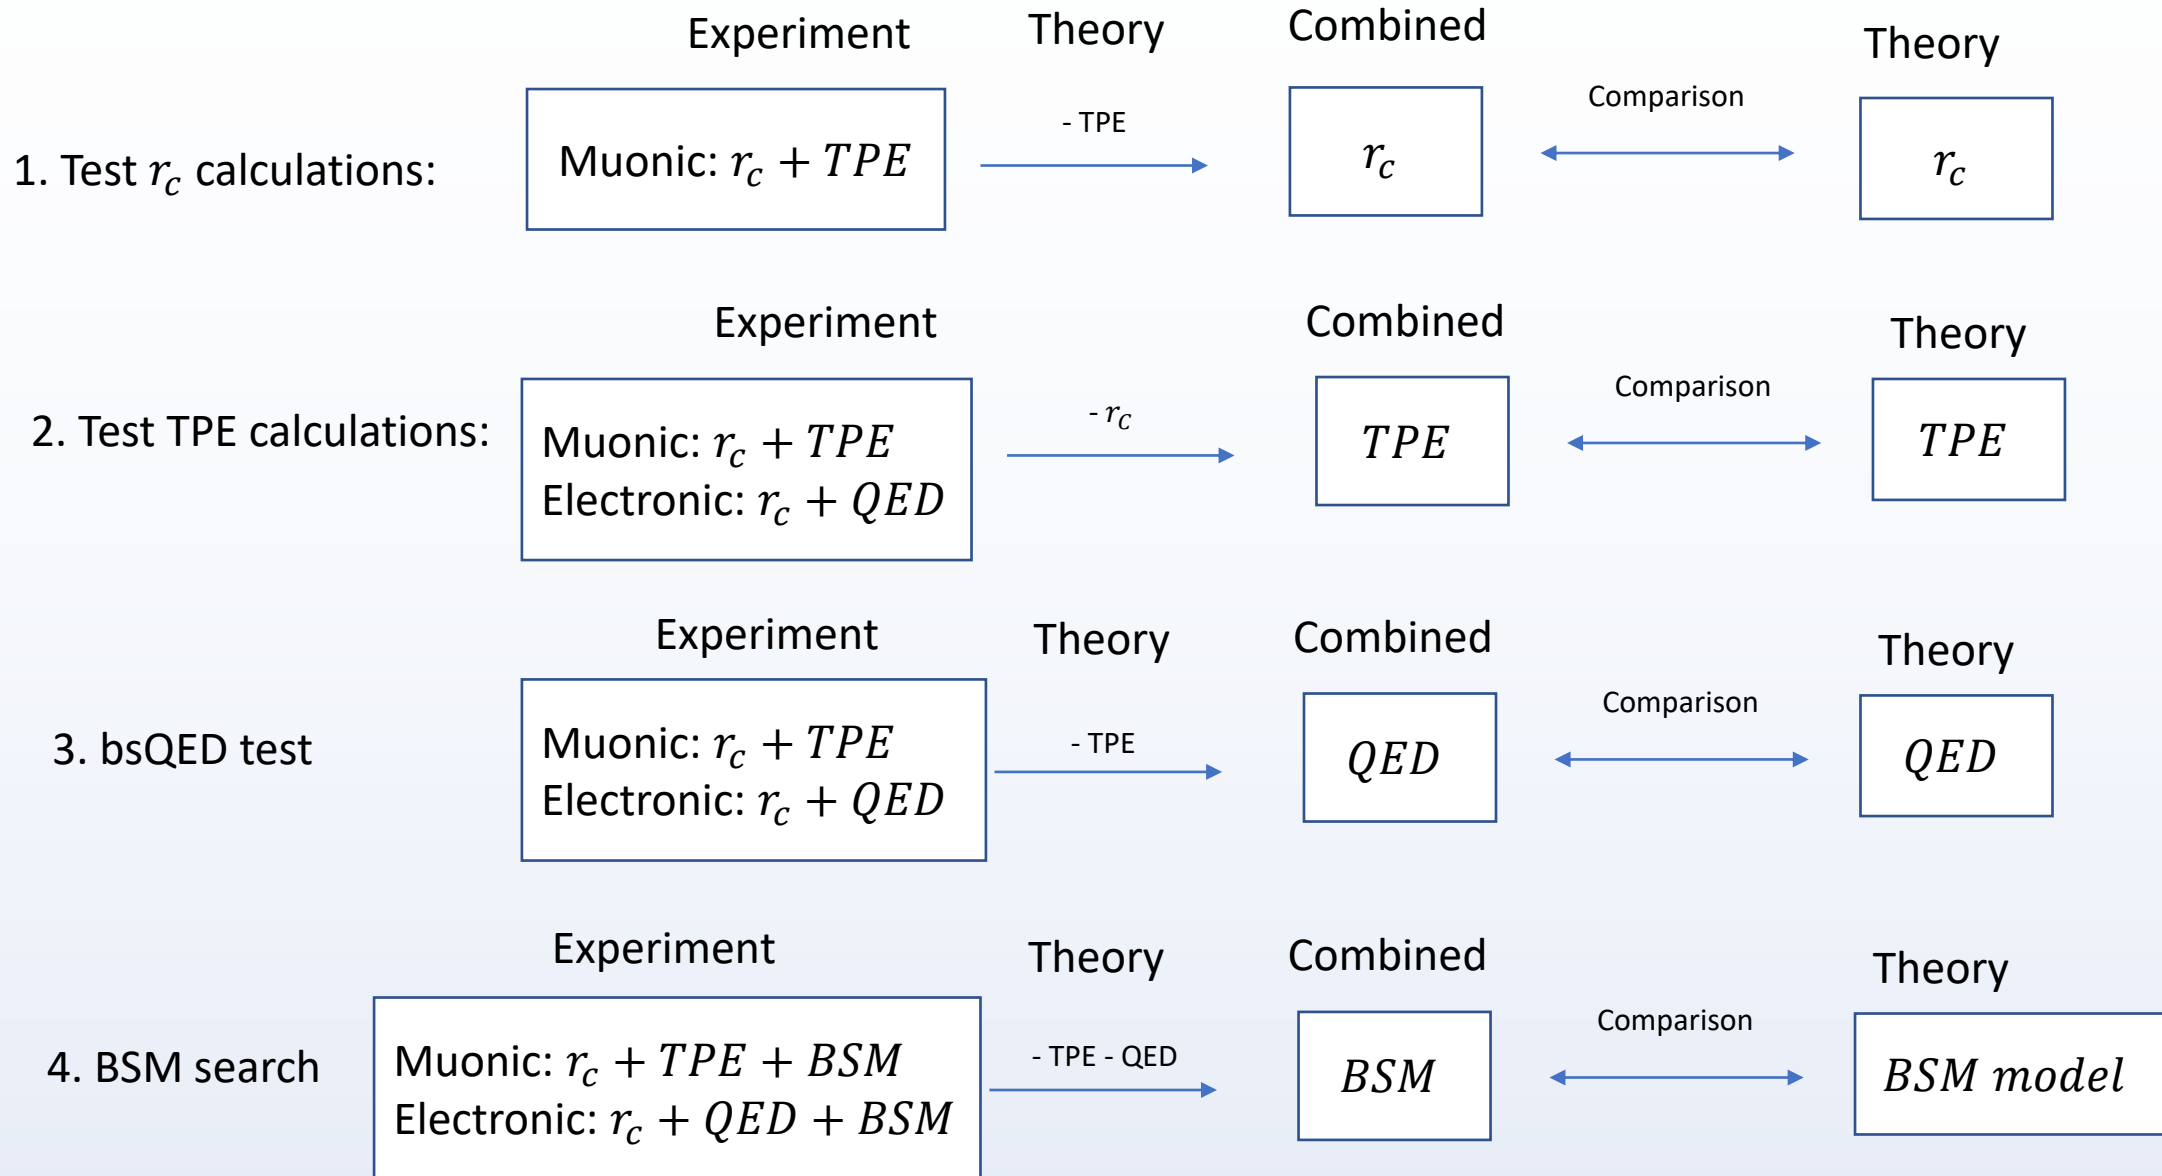 Experiment
Theory
Combined
Theory
1. Test r_c calculations:
Muonic: r_c + TPE
- TPE
r_c
Comparison
r_c
Experiment
Combined
Theory
2. Test TPE calculations:
Muonic: r_c + TPE
Electronic: r_c + QED
- r_c
TPE
Comparison
TPE
Experiment
Theory
Combined
Theory
3. bsQED test
Muonic: r_c + TPE
Electronic: r_c + QED
- TPE
QED
Comparison
QED
Experiment
Theory
Combined
Theory
4. BSM search
Muonic: r_c + TPE + BSM
Electronic: r_c + QED + BSM
- TPE - QED
BSM
Comparison
BSM model